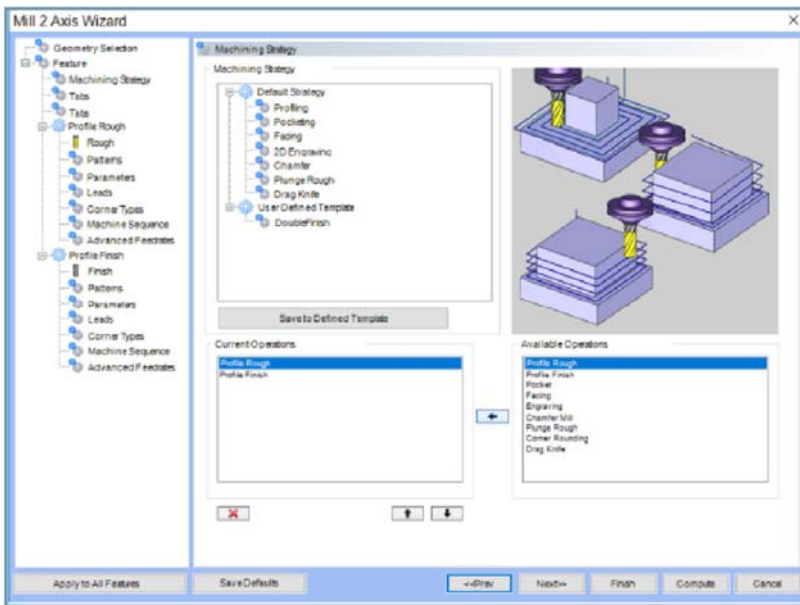 Mill 2 Axis Wizard
Geometry Selection
Feature
Machining Strategy
Tabs
Tabs
Profile Rough
Rough
Patterns
Parameters
Leads
Corner Types
Machine Sequence
Advanced Feedrates
Profile Finish
Finish
Patterns
Parameters
Leads
Corner Types
Machine Sequence
Advanced Feedrates
Machining Strategy
Machining Strategy
Default Strategy
Profiling
Pocketing
Facing
2D Engraving
Chamfer
Plunge Rough
Drag Knife
User Defined Template
DoubleFinish
Save to Defined Template
Current Operations
Profile Rough
Profile Finish
Available Operations
Profile Rough
Profile Finish
Pocket
Facing
Engraving
Chamfer Mill
Plunge Rough
Corner Rounding
Drag Knife
Apply to All Features
Save Defaults
<<Prev
Next>>
Finish
Compute
Cancel